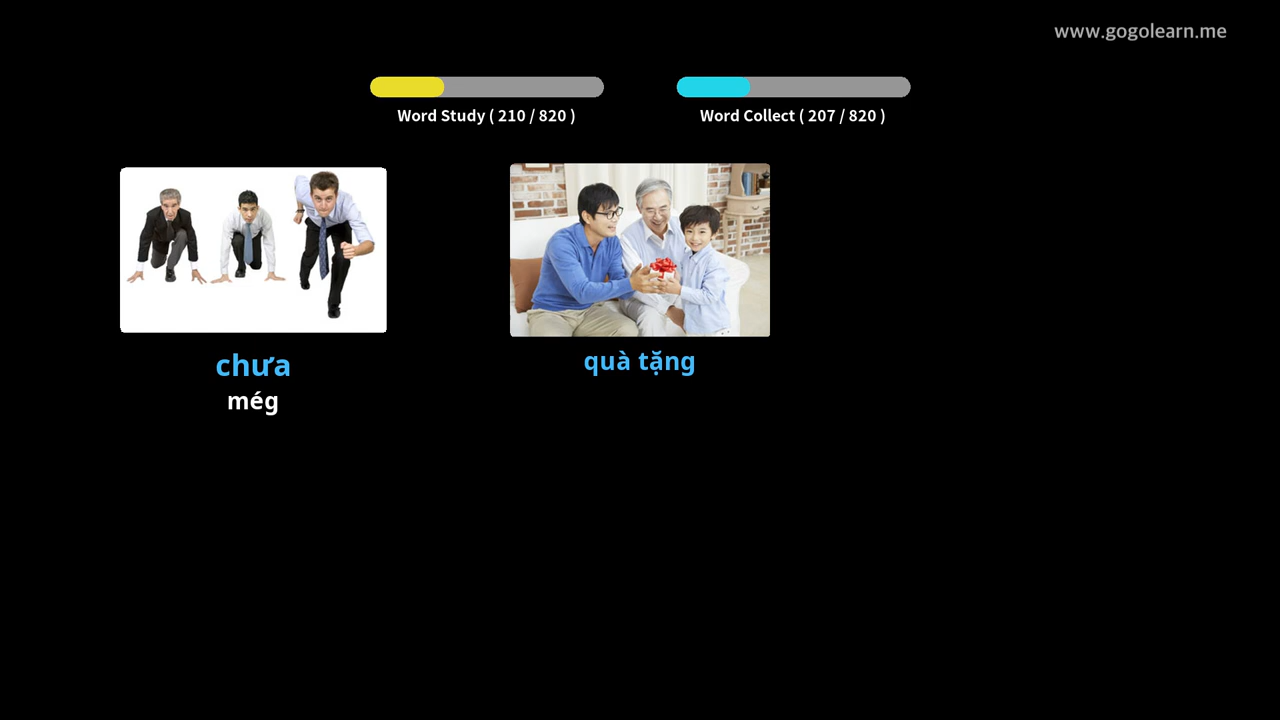 www.gogolearn.me
Word Study ( 210 / 820 )
Word Collect ( 207 / 820 )
chưa
még
quà tặng